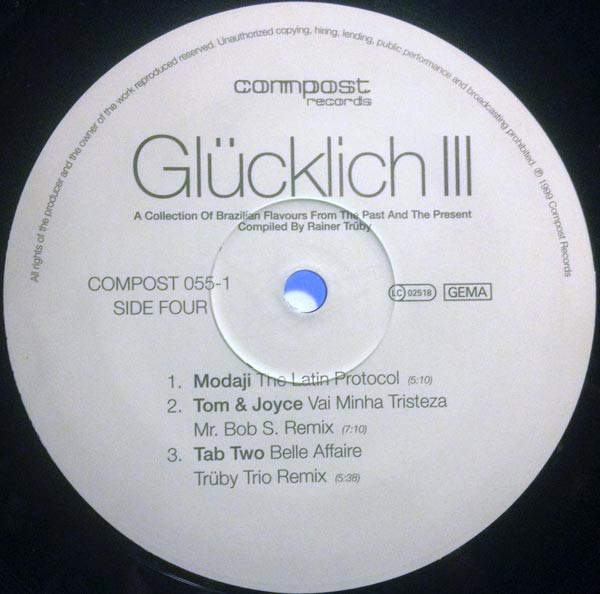 All rights of the producer and the owner of the work reproduced reserved. Unauthorized copying, hiring, lending, public performance and broadcasting prohibited. ℗ 1999 Compost Records
compost
records
Glücklich III
A Collection Of Brazilian Flavours From The Past And The Present
Compiled By Rainer Trüby
COMPOST 055-1
SIDE FOUR
LC 02518 GEMA
1. Modaji The Latin Protocol (5:10)
2. Tom & Joyce Vai Minha Tristeza
Mr. Bob S. Remix (7:10)
3. Tab Two Belle Affaire
Trüby Trio Remix (5:38)